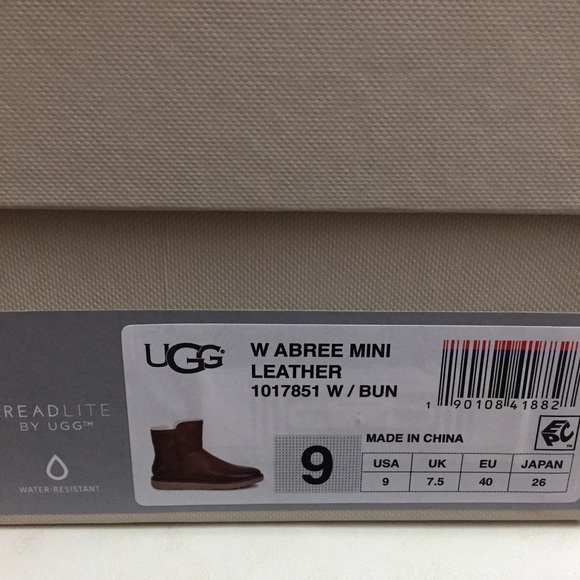 UGG®
W ABREE MINI
LEATHER
1017851 W / BUN
1 90108 41882
READLITE
BY UGG™
WATER-RESISTANT
9
MADE IN CHINA
USA UK EU JAPAN
9 7.5 40 26